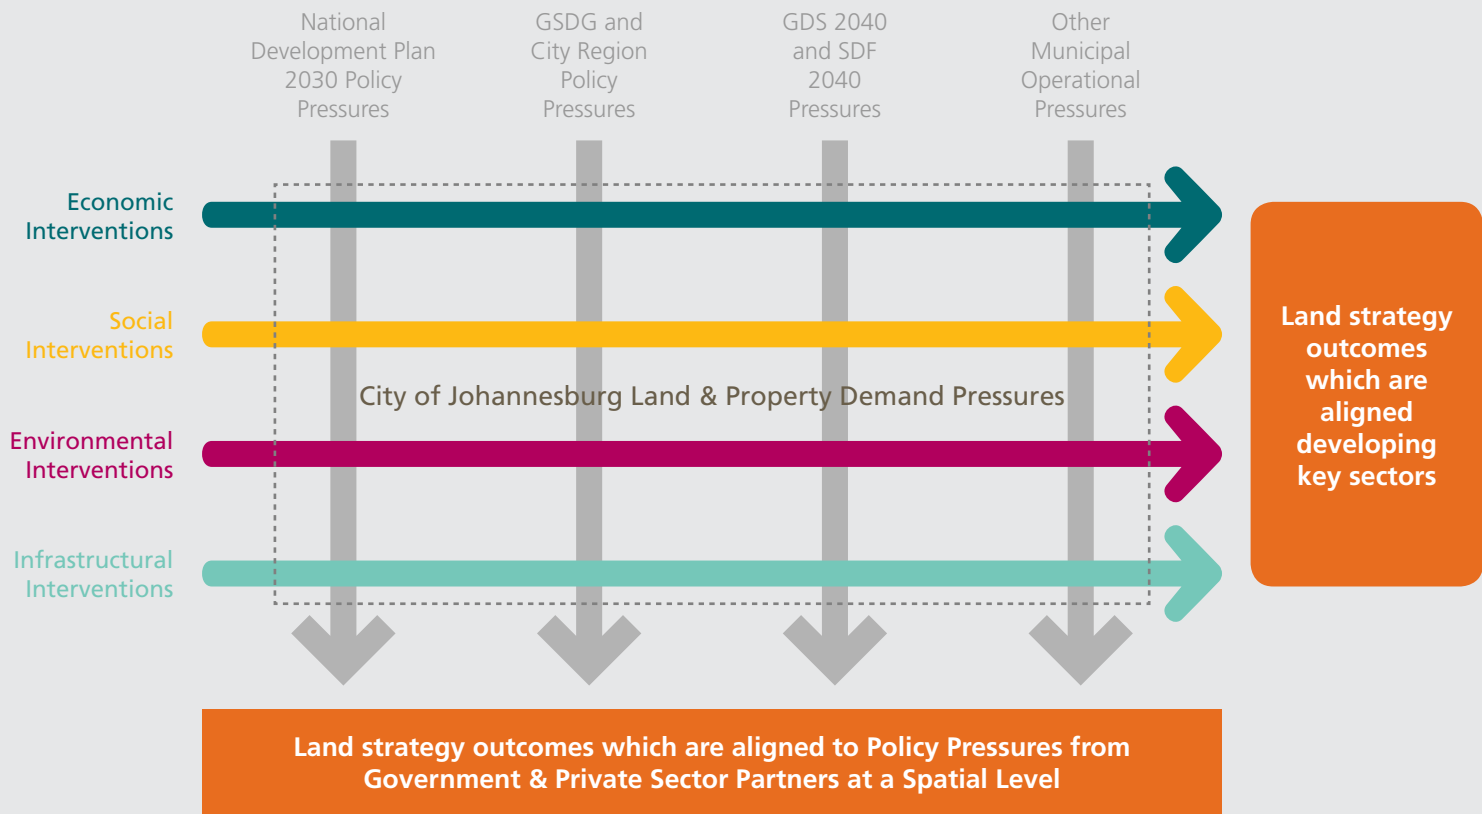 National
Development Plan
2030 Policy
Pressures
GSDG and
City Region
Policy
Pressures
GDS 2040
and SDF
2040
Pressures
Other
Municipal
Operational
Pressures
Economic
Interventions
Social
Interventions
City of Johannesburg Land & Property Demand Pressures
Environmental
Interventions
Infrastructural
Interventions
Land strategy
outcomes
which are
aligned
developing
key sectors
Land strategy outcomes which are aligned to Policy Pressures from
Government & Private Sector Partners at a Spatial Level